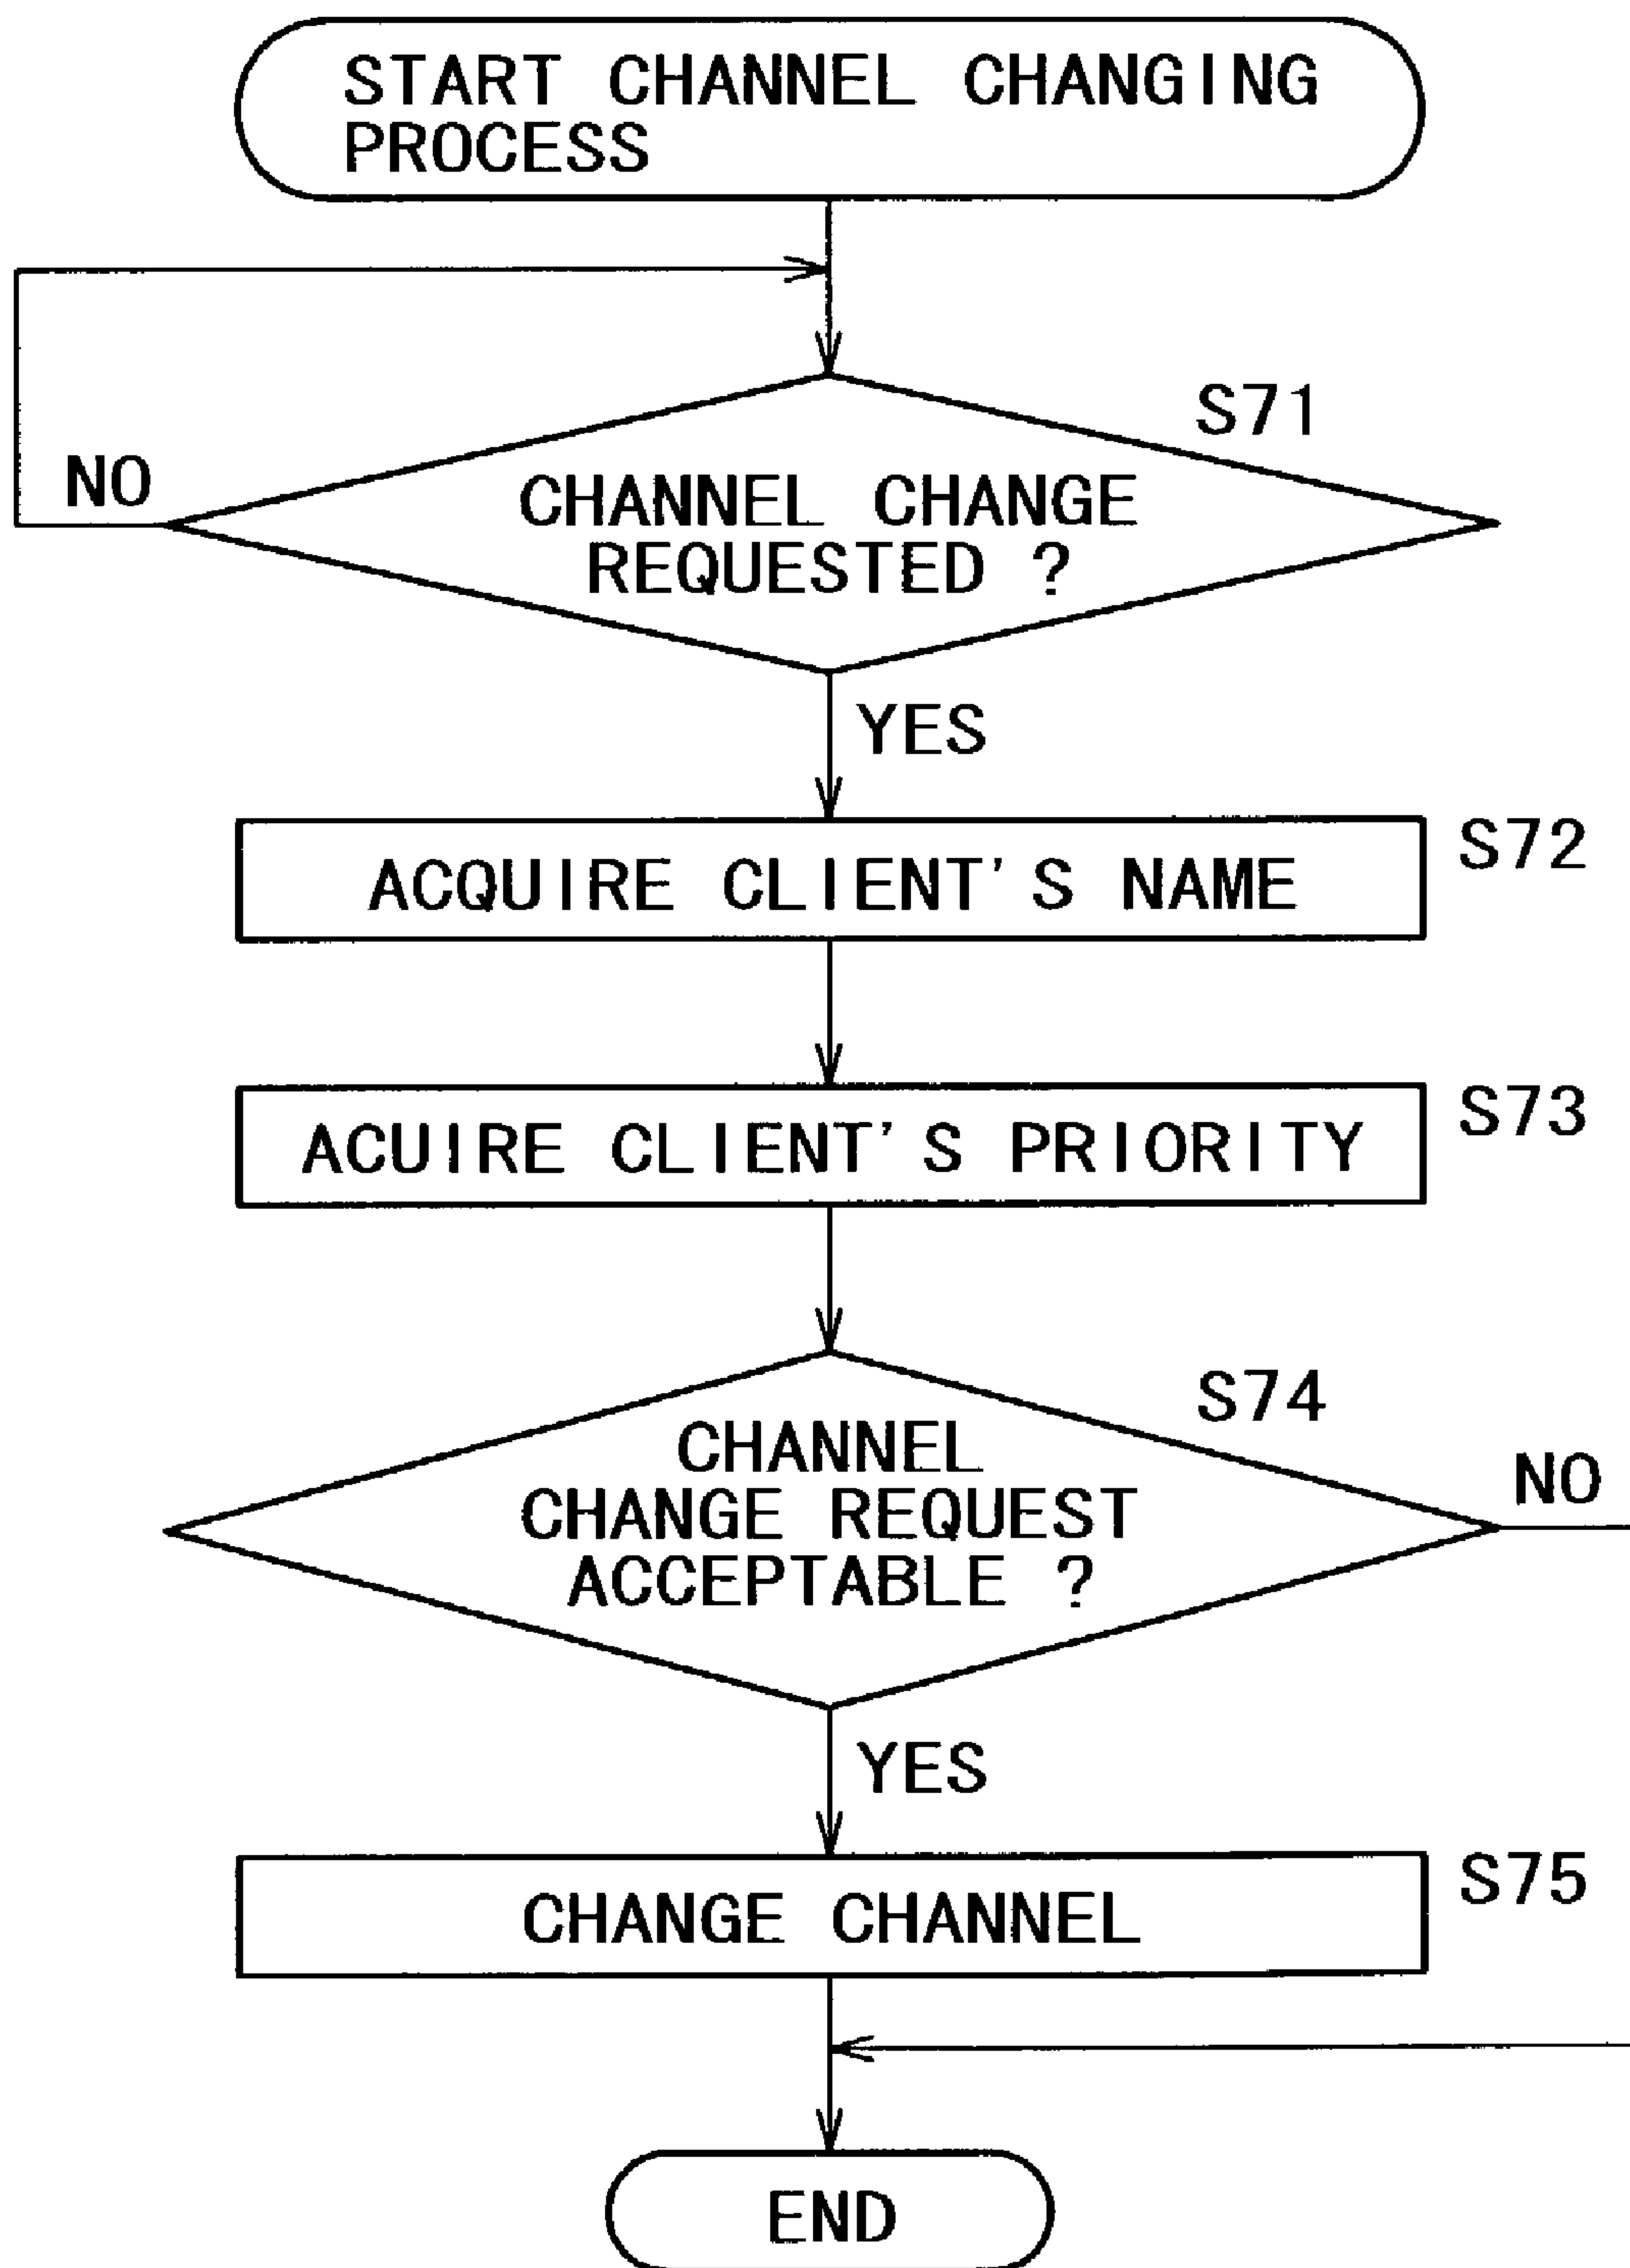 START CHANNEL CHANGING
PROCESS
S71
NO
CHANNEL CHANGE
REQUESTED ?
YES
S72
ACQUIRE CLIENT'S NAME
S73
ACUIRE CLIENT'S PRIORITY
S74
CHANNEL
NO
CHANGE REQUEST
ACCEPTABLE ?
YES
S75
CHANGE CHANNEL
END